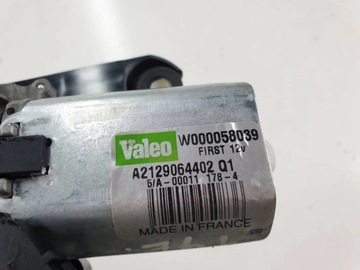 Valeo
W000058039
FIRST 12V
A2129064402 Q1
6/A-00011 178-4
MADE IN FRANCE